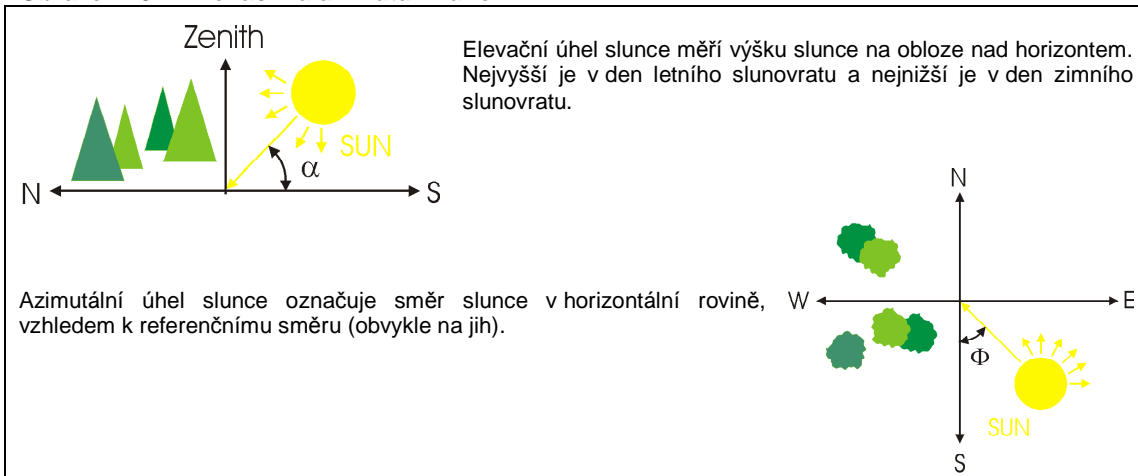 Zenith
Elevační úhel slunce měří výšku slunce na obloze nad horizontem.
Nejvyšší je v den letního slunovratu a nejnižší je v den zimního
slunovratu.
SUN
α
N
S
N
Azimutální úhel slunce označuje směr slunce v horizontální rovině,
vzhledem k referenčnímu směru (obvykle na jih).
W
E
Φ
SUN
S